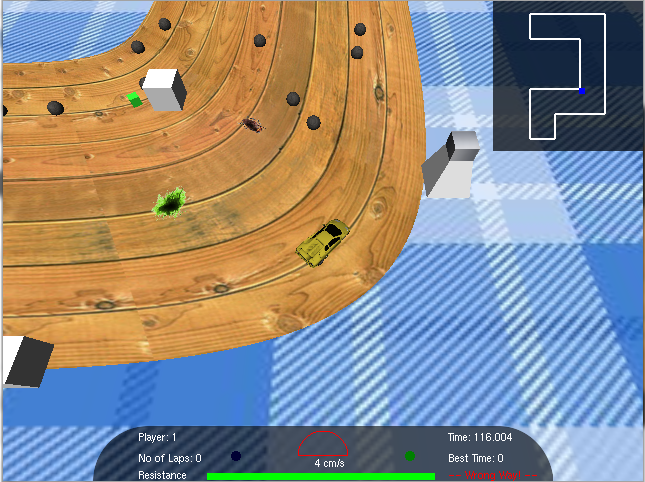 Player: 1
Time: 116.004
No of Laps: 0
4 cm/s
Best Time: 0
Resistance